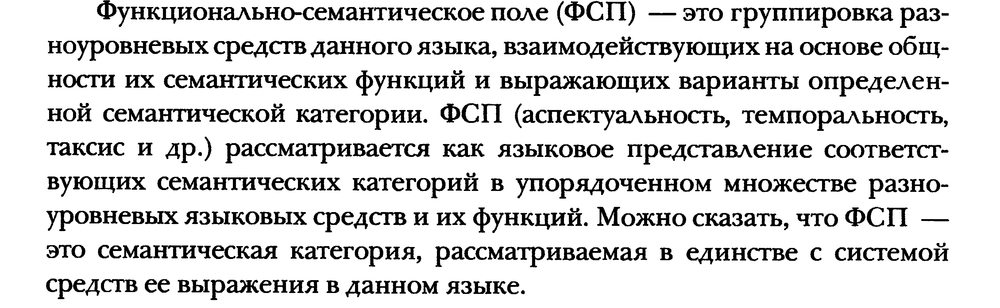 Функционально-семантическое поле (ФСП) — это группировка раз-
ноуровневых средств данного языка, взаимодействующих на основе общ-
ности их семантических функций и выражающих варианты определен-
ной семантической категории. ФСП (аспектуальность, темпоральность,
таксис и др.) рассматривается как языковое представление соответст-
вующих семантических категорий в упорядоченном множестве разно-
уровневых языковых средств и их функций. Можно сказать, что ФСП —
это семантическая категория, рассматриваемая в единстве с системой
средств ее выражения в данном языке.